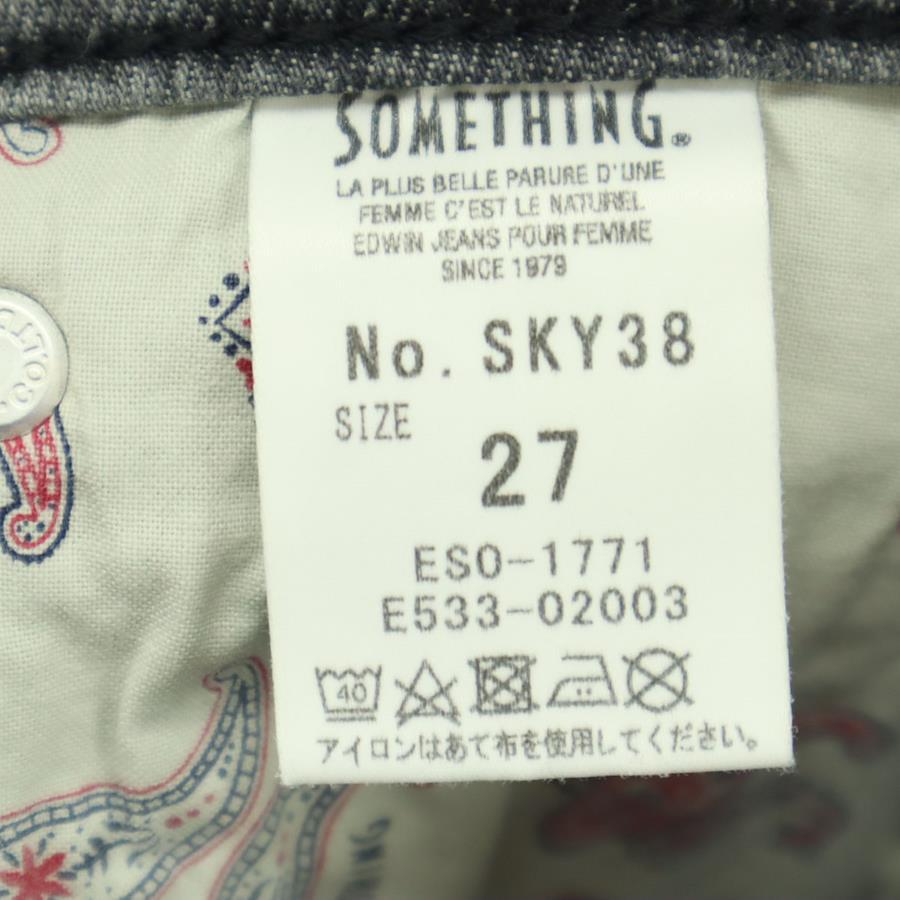 SOMETHING®
LA PLUS BELLE PARURE D'UNE
FEMME C'EST LE NATUREL
EDWIN JEANS POUR FEMME
SINCE 1979
No. SKY38
SIZE
27
ESO-1771
E533-02003
40
アイロンはあて布を使用してください。